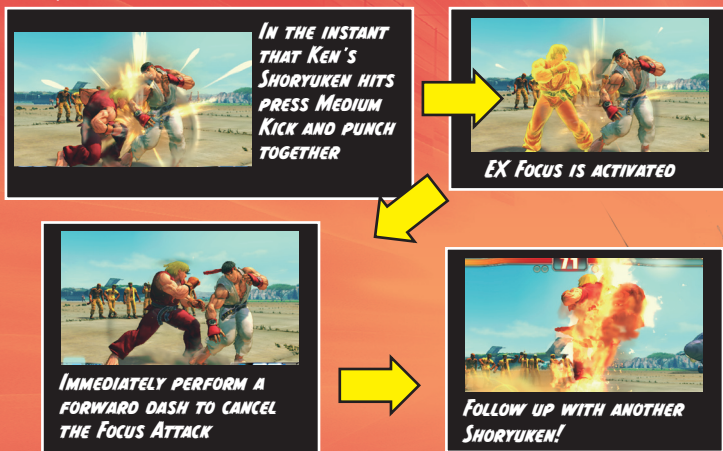 In the instant
that Ken's
Shoryuken hits
press Medium
Kick and punch
together
EX Focus is activated
Immediately perform a
forward dash to cancel
the Focus Attack
71
Follow up with another
Shoryuken!